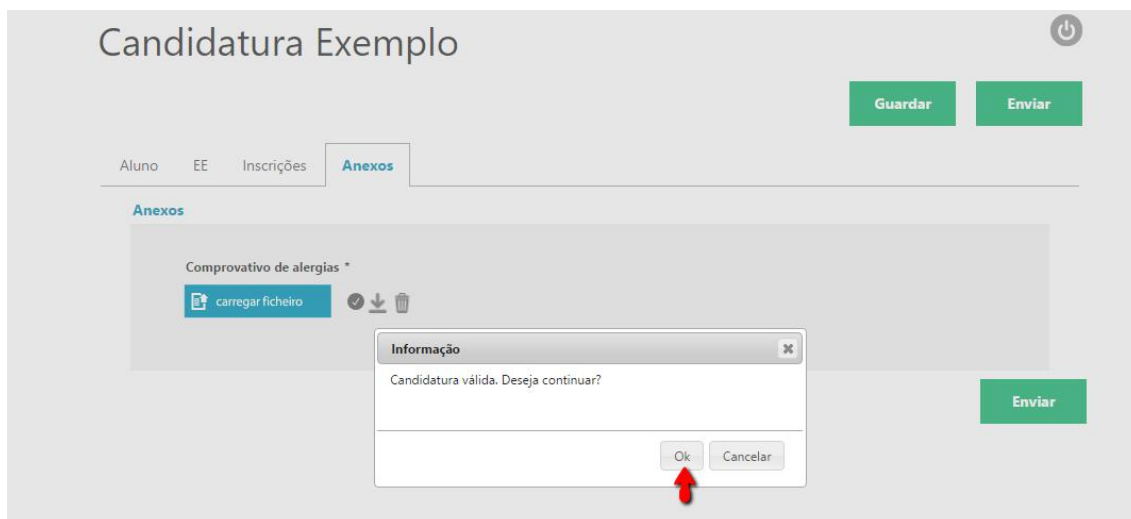 Candidatura Exemplo
Guardar Enviar
Aluno EE Inscrições Anexos
Anexos
Comprovativo de alergias *
carregar ficheiro
Informação
Candidatura válida. Deseja continuar?
Enviar
Ok Cancelar